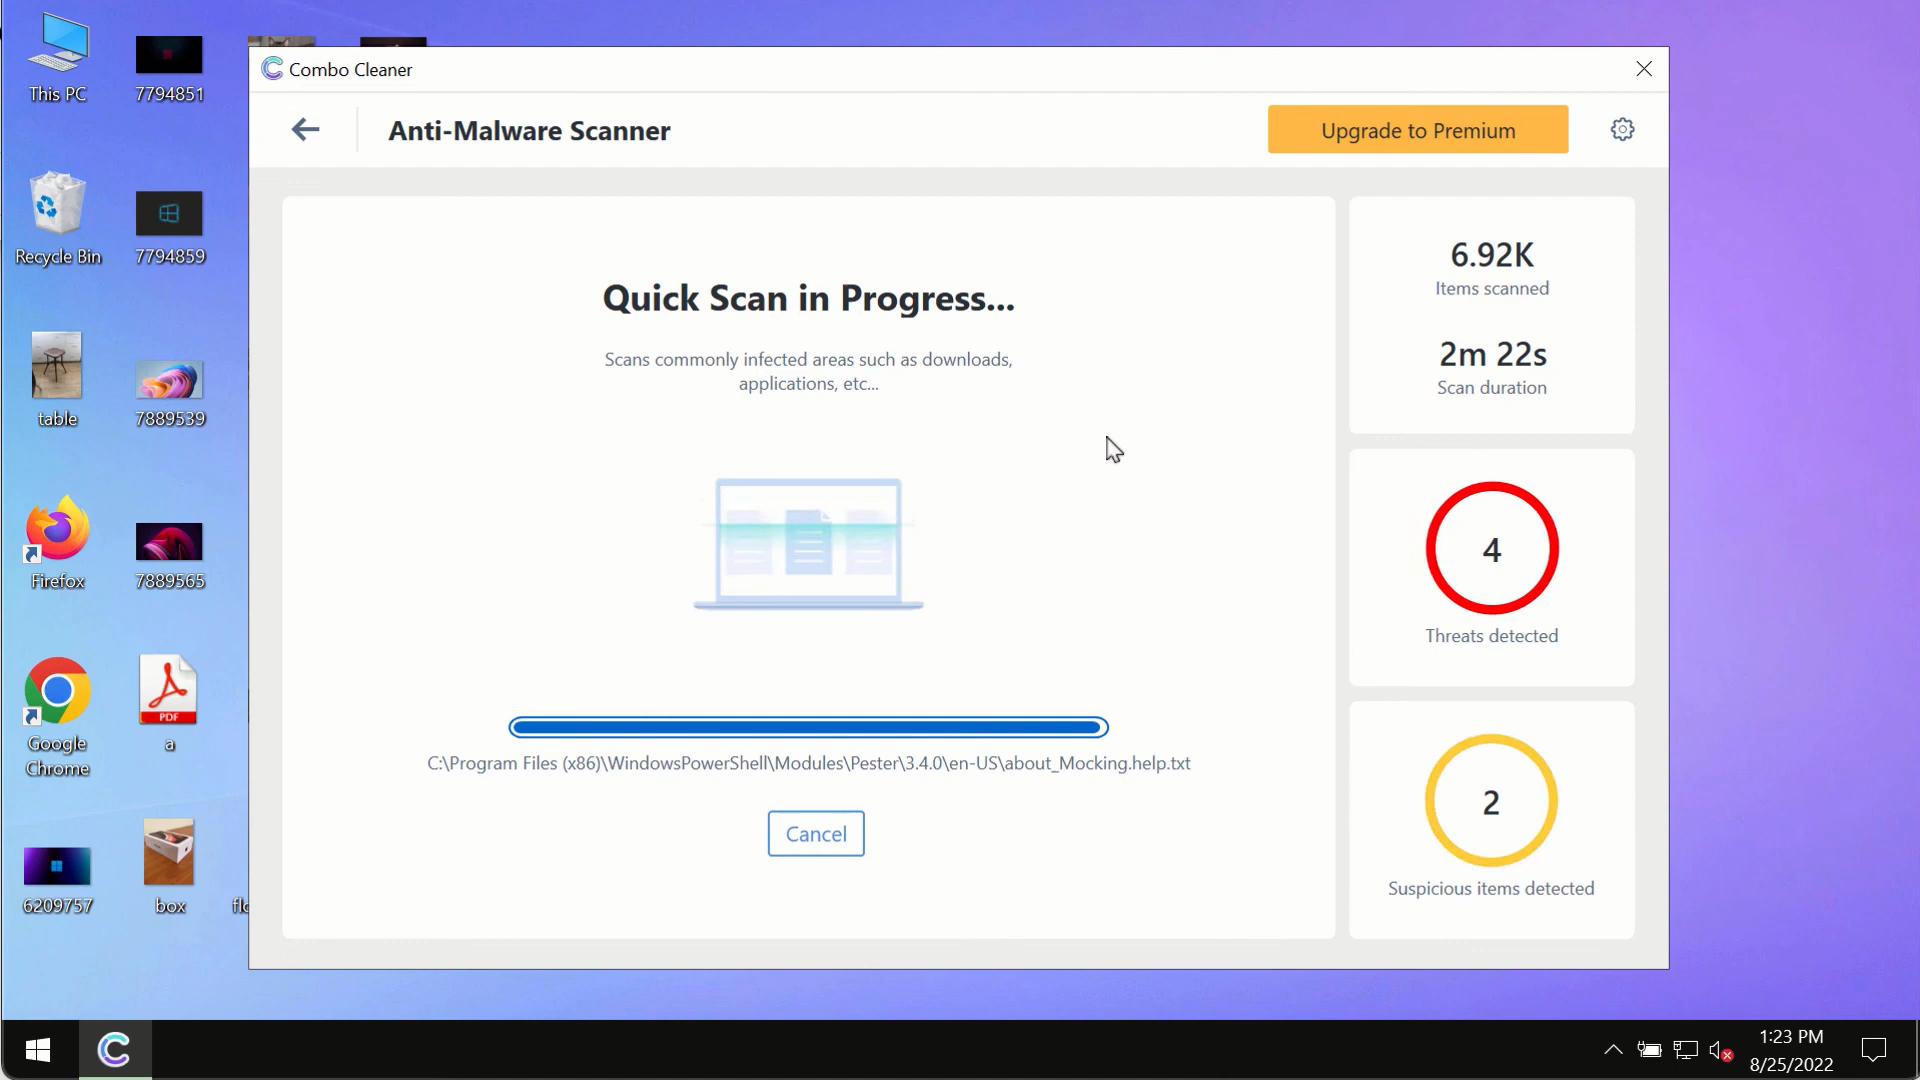 This PC
7794851
Recycle Bin
7794859
table
7889539
Firefox
7889565
Google
Chrome
PDF
a
6209757
box
Combo Cleaner
Anti-Malware Scanner
Upgrade to Premium
Quick Scan in Progress...
Scans commonly infected areas such as downloads,
applications, etc...
C:\Program Files (x86)\WindowsPowerShell\Modules\Pester\3.4.0\en-US\about_Mocking.help.txt
Cancel
6.92K
Items scanned
2m 22s
Scan duration
4
Threats detected
2
Suspicious items detected
1:23 PM
8/25/2022